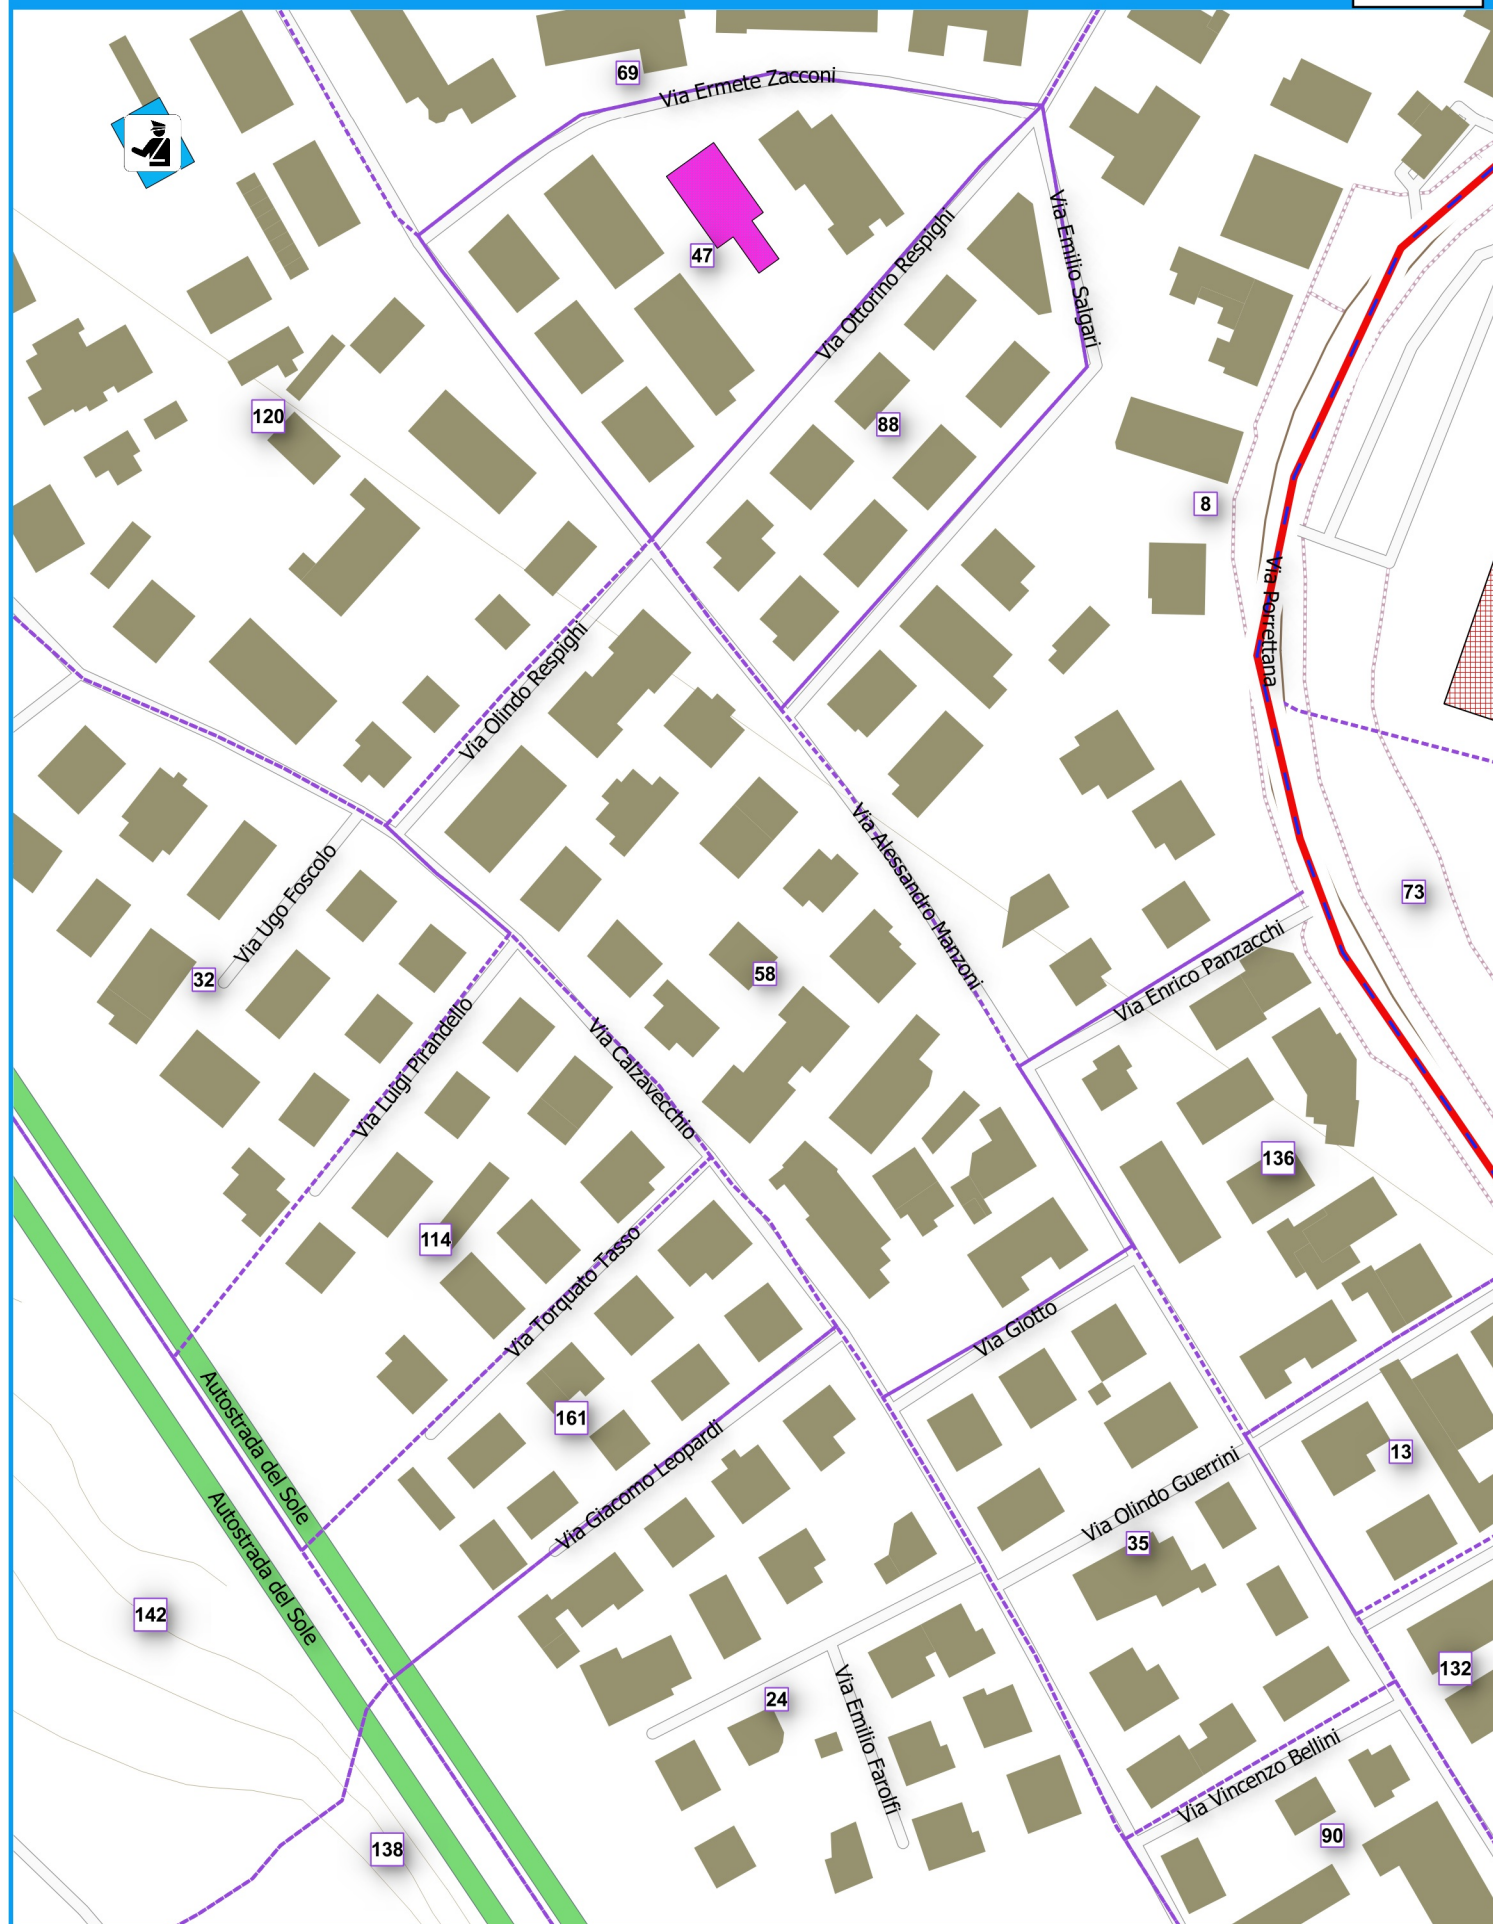 69
Via Ermete Zacconi
47
Via Ottorino Respighi
Via Emilio Salgari
120
88
8
Via Porrettana
Via Olindo Respighi
Via Ugo Foscolo
Via Alessandro Manzoni
73
32
58
Via Enrico Panzacchi
Via Luigi Pirandello
Via Calzavecchio
136
114
Via Torquato Tasso
Via Giotto
161
Via Giacomo Leopardi
13
Autostrada del Sole
Autostrada del Sole
Via Olindo Guerrini
35
142
132
24
Via Emilio Farolfi
Via Vincenzo Bellini
138
90